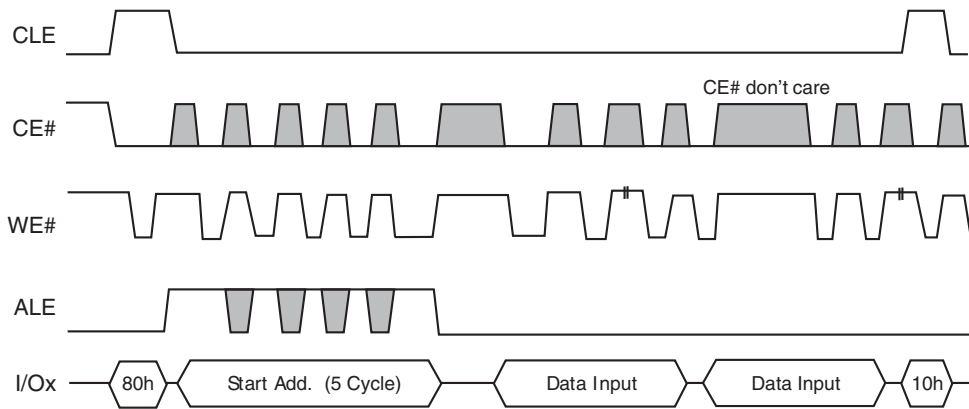 CLE
CE# don't care
CE#
WE#
ALE
I/Ox
80h
Start Add. (5 Cycle)
Data Input
Data Input
10h